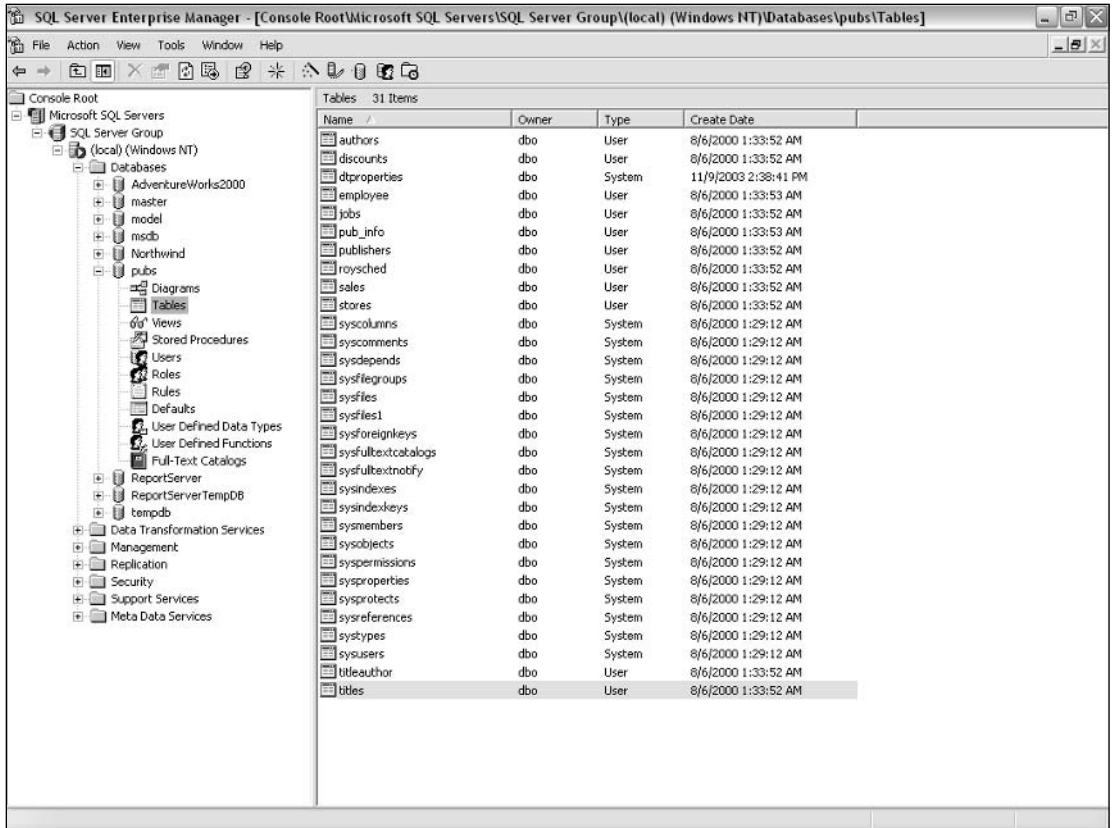 SQL Server Enterprise Manager - [Console Root\Microsoft SQL Servers\SQL Server Group\(local) (Windows NT)\Databases\pubs\Tables]
File Action View Tools Window Help
Console Root
Microsoft SQL Servers
SQL Server Group
(local) (Windows NT)
Databases
AdventureWorks2000
master
model
msdb
Northwind
pubs
Diagrams
Tables
Views
Stored Procedures
Users
Roles
Rules
Defaults
User Defined Data Types
User Defined Functions
Full-Text Catalogs
ReportServer
ReportServerTempDB
tempdb
Data Transformation Services
Management
Replication
Security
Support Services
Meta Data Services
Tables 31 Items
Name Owner Type Create Date
authors dbo User 8/6/2000 1:33:52 AM
discounts dbo User 8/6/2000 1:33:52 AM
dtproperties dbo System 11/9/2003 2:38:41 PM
employee dbo User 8/6/2000 1:33:53 AM
jobs dbo User 8/6/2000 1:33:52 AM
pub_info dbo User 8/6/2000 1:33:53 AM
publishers dbo User 8/6/2000 1:33:52 AM
roysched dbo User 8/6/2000 1:33:52 AM
sales dbo User 8/6/2000 1:33:52 AM
stores dbo User 8/6/2000 1:33:52 AM
syscolumns dbo System 8/6/2000 1:29:12 AM
syscomments dbo System 8/6/2000 1:29:12 AM
sysdepends dbo System 8/6/2000 1:29:12 AM
sysfilegroups dbo System 8/6/2000 1:29:12 AM
sysfiles dbo System 8/6/2000 1:29:12 AM
sysfiles1 dbo System 8/6/2000 1:29:12 AM
sysforeignkeys dbo System 8/6/2000 1:29:12 AM
sysfulltextcatalogs dbo System 8/6/2000 1:29:12 AM
sysfulltextnotify dbo System 8/6/2000 1:29:12 AM
sysindexes dbo System 8/6/2000 1:29:12 AM
sysindexkeys dbo System 8/6/2000 1:29:12 AM
sysmembers dbo System 8/6/2000 1:29:12 AM
sysobjects dbo System 8/6/2000 1:29:12 AM
syspermissions dbo System 8/6/2000 1:29:12 AM
sysproperties dbo System 8/6/2000 1:29:12 AM
sysprotects dbo System 8/6/2000 1:29:12 AM
sysreferences dbo System 8/6/2000 1:29:12 AM
systypes dbo System 8/6/2000 1:29:12 AM
sysusers dbo System 8/6/2000 1:29:12 AM
titleauthor dbo User 8/6/2000 1:33:52 AM
titles dbo User 8/6/2000 1:33:52 AM